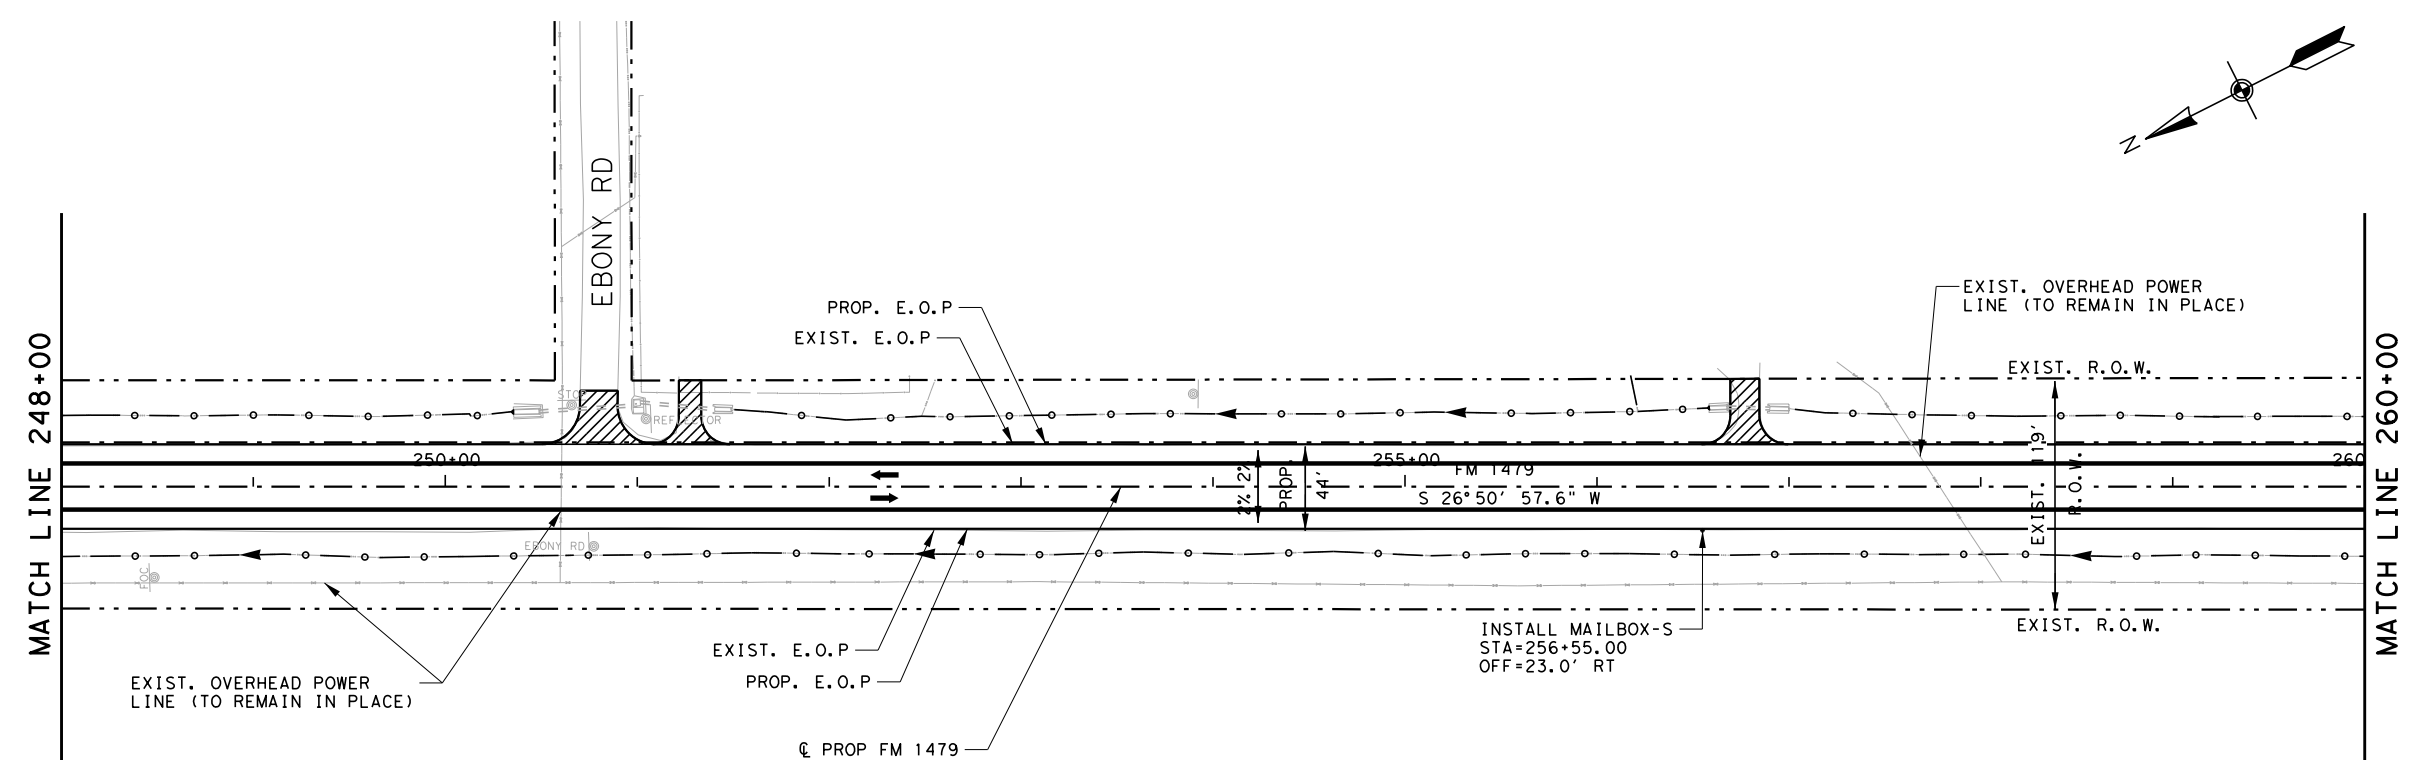 N
EBONY RD
PROP. E.O.P
EXIST. E.O.P
EXIST. OVERHEAD POWER
LINE (TO REMAIN IN PLACE)
EXIST. R.O.W.
MATCH LINE 248+00
MATCH LINE 260+00
STOP
REFLECTOR
250+00
255+00
FM 1479
260
2% 2%
PROP.
44'
S 26°50' 57.6" W
EXIST. 119'
R.O.W.
EBONY RD
FOC
EXIST. R.O.W.
INSTALL MAILBOX-S
STA=256+55.00
OFF=23.0' RT
EXIST. E.O.P
PROP. E.O.P
EXIST. OVERHEAD POWER
LINE (TO REMAIN IN PLACE)
℄ PROP FM 1479